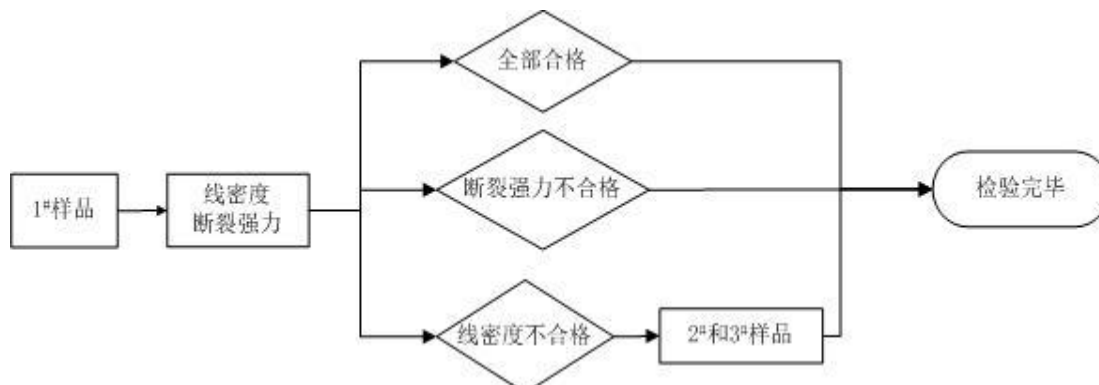 全部合格
1#样品
线密度
断裂强力
断裂强力不合格
检验完毕
线密度不合格
2#和3#样品